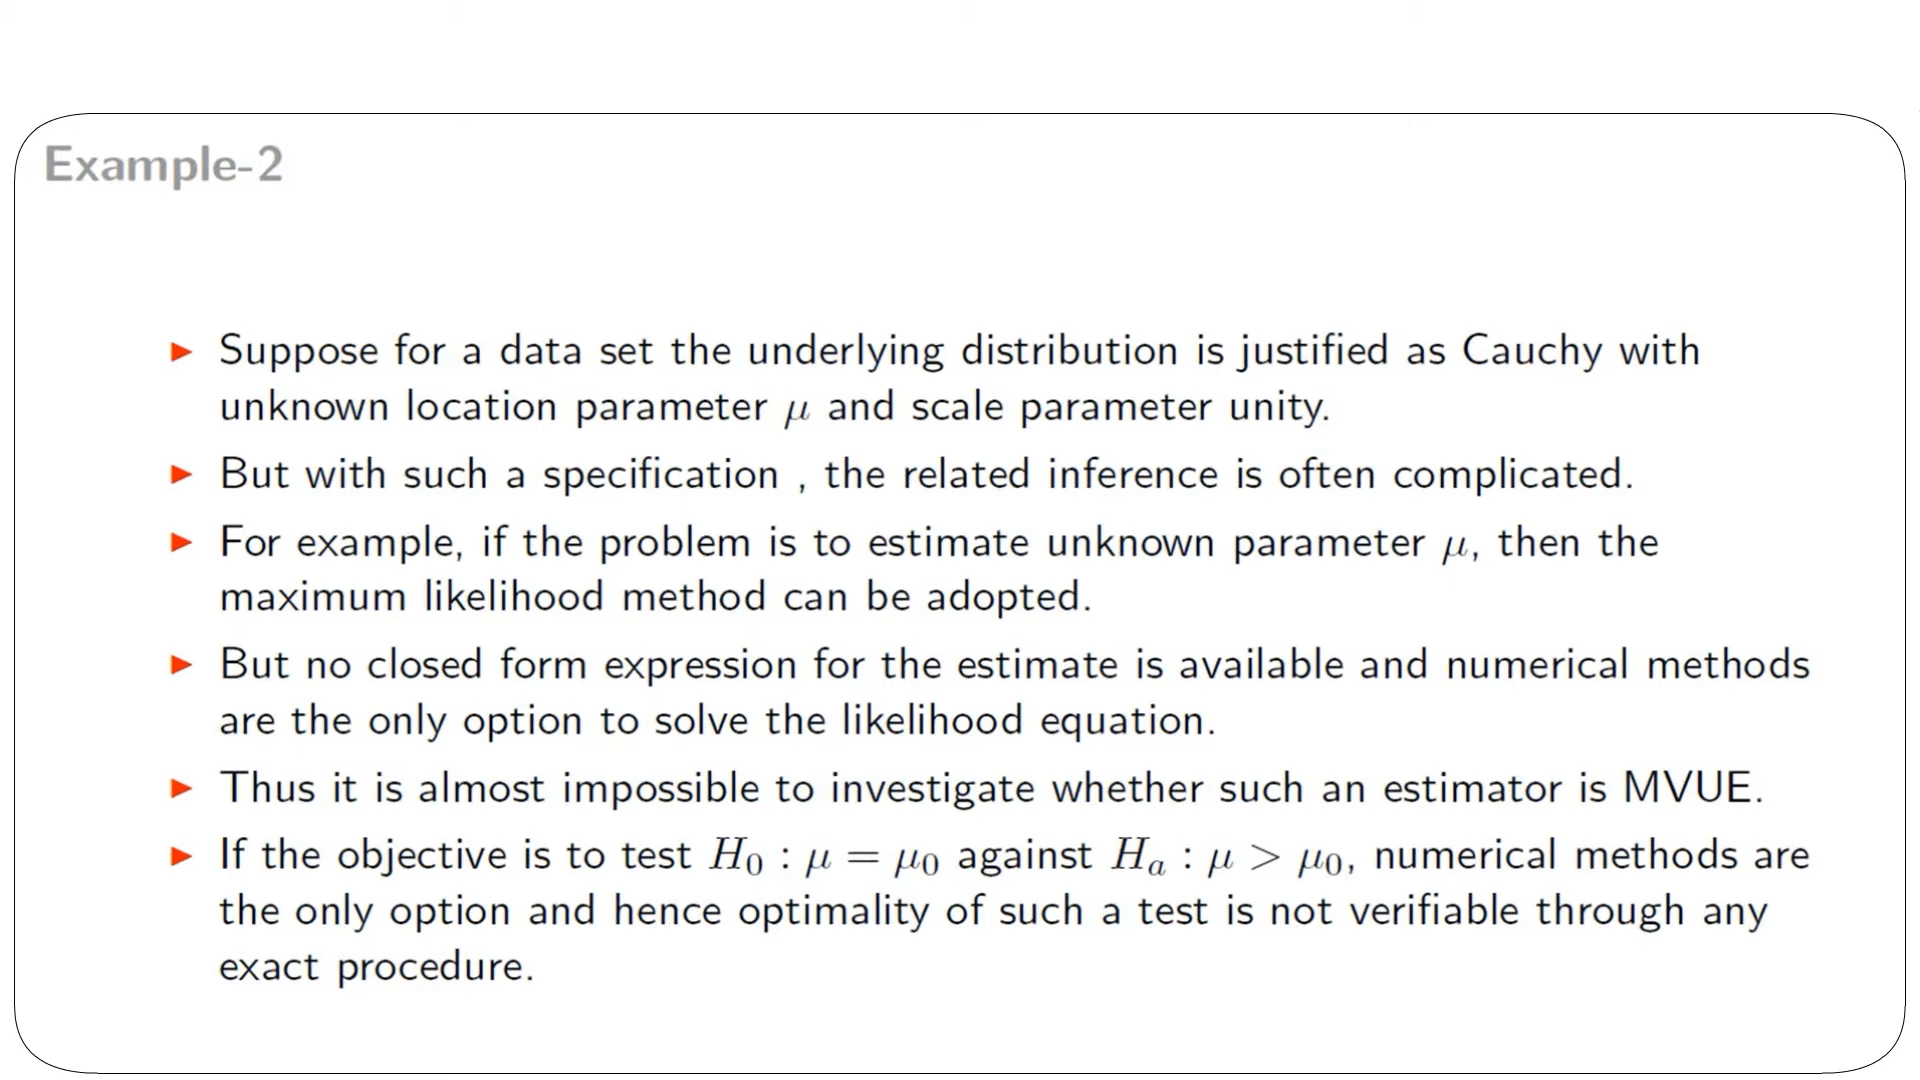 Example-2
▶ Suppose for a data set the underlying distribution is justified as Cauchy with
unknown location parameter μ and scale parameter unity.
▶ But with such a specification , the related inference is often complicated.
▶ For example, if the problem is to estimate unknown parameter μ, then the
maximum likelihood method can be adopted.
▶ But no closed form expression for the estimate is available and numerical methods
are the only option to solve the likelihood equation.
▶ Thus it is almost impossible to investigate whether such an estimator is MVUE.
▶ If the objective is to test H₀ : μ = μ₀ against Hₐ : μ > μ₀, numerical methods are
the only option and hence optimality of such a test is not verifiable through any
exact procedure.